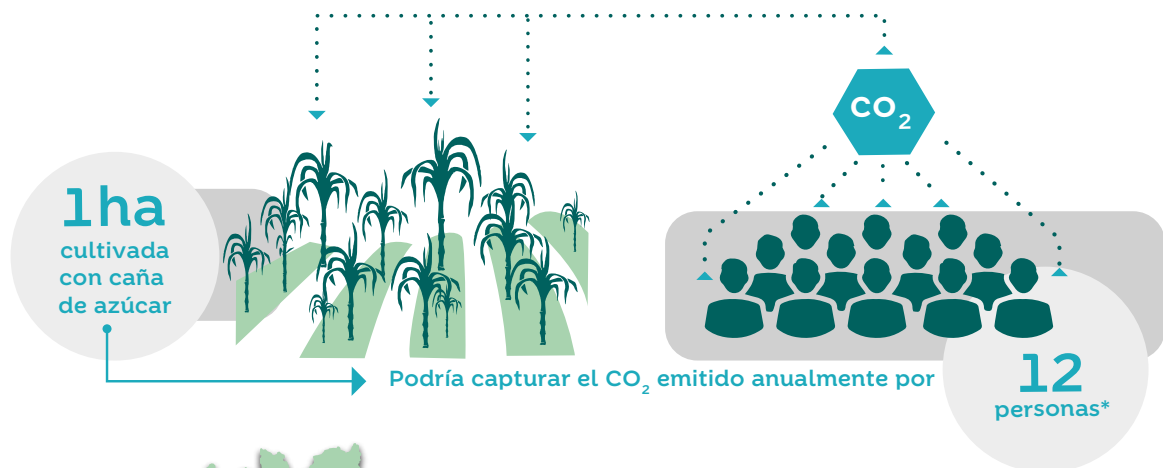 CO₂
1ha
cultivada
con caña
de azúcar
Podría capturar el CO₂ emitido anualmente por
12
personas*